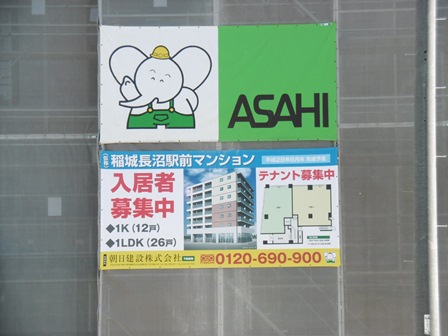 ASAHI
(仮称) 稲城長沼駅前マンション
入居者
募集中
◆1K (12戸)
◆1LDK (26戸)
テナント募集中
朝日建設株式会社
0120-690-900